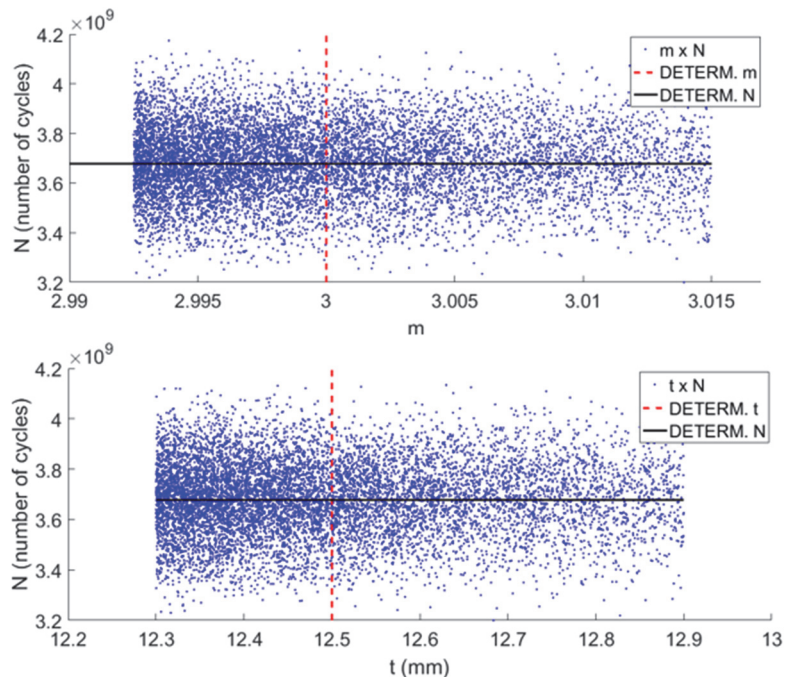 ×10⁹
4.2
4
3.8
3.6
3.4
3.2
N (number of cycles)
m x N
DETERM. m
DETERM. N
2.99 2.995 3 3.005 3.01 3.015
m
×10⁹
4.2
4
3.8
3.6
3.4
3.2
N (number of cycles)
t x N
DETERM. t
DETERM. N
12.2 12.3 12.4 12.5 12.6 12.7 12.8 12.9 13
t (mm)